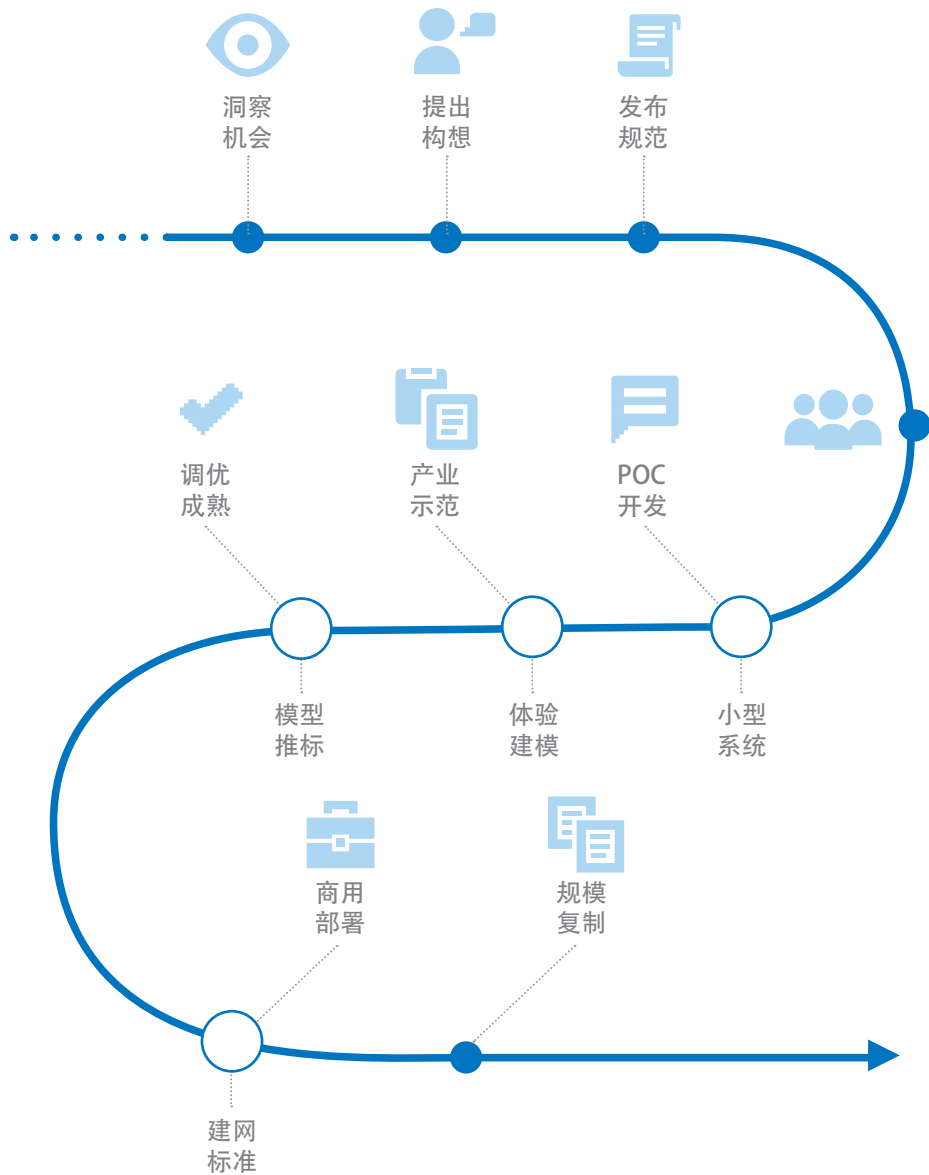 洞察
机会
提出
构想
发布
规范
调优
成熟
产业
示范
POC
开发
模型
推标
体验
建模
小型
系统
商用
部署
规模
复制
建网
标准